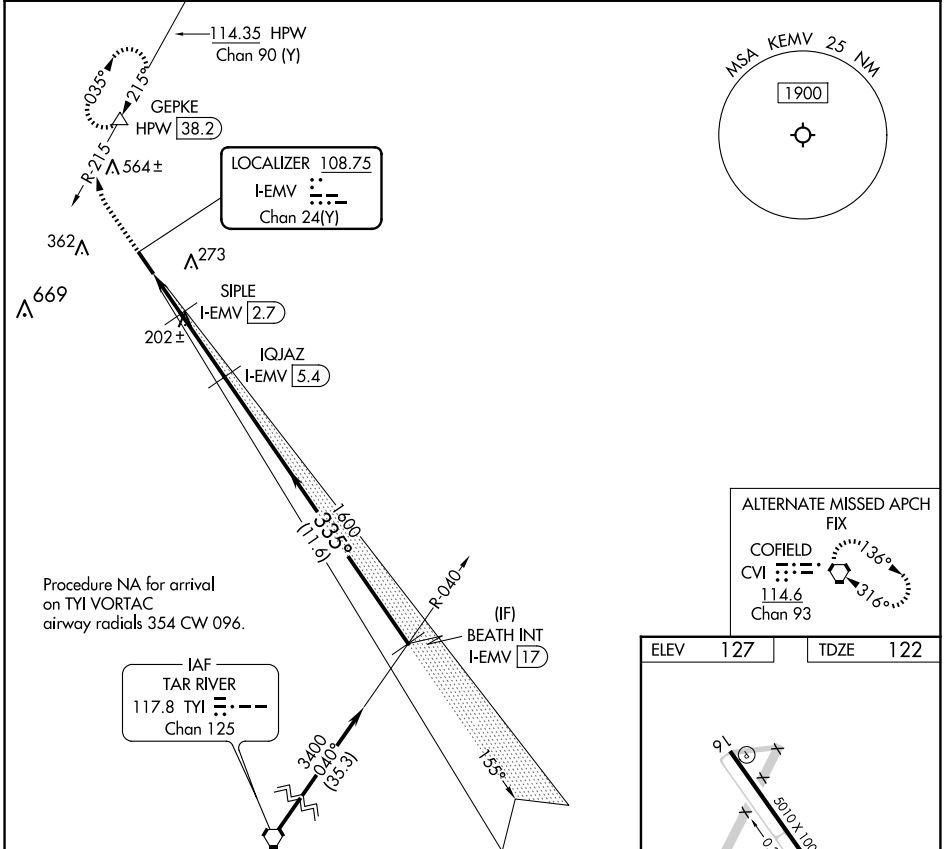 114.35 HPW
Chan 90 (Y)
MSA KEMV 25 NM
1900
035°
215°
GEPKE
HPW 38.2
R-215
564±
LOCALIZER 108.75
I-EMV
Chan 24(Y)
362
273
669
SIPLE
I-EMV 2.7
202±
IQJAZ
I-EMV 5.4
1600
335°
(11.6)
ALTERNATE MISSED APCH
FIX
COFIELD
CVI
114.6
Chan 93
136°
316°
Procedure NA for arrival
on TYI VORTAC
airway radials 354 CW 096.
R-040
(IF)
BEATH INT
I-EMV 17
IAF
TAR RIVER
117.8 TYI
Chan 125
3400
040°
(35.3)
155°
ELEV 127
TDZE 122
16
P
5010 X 100